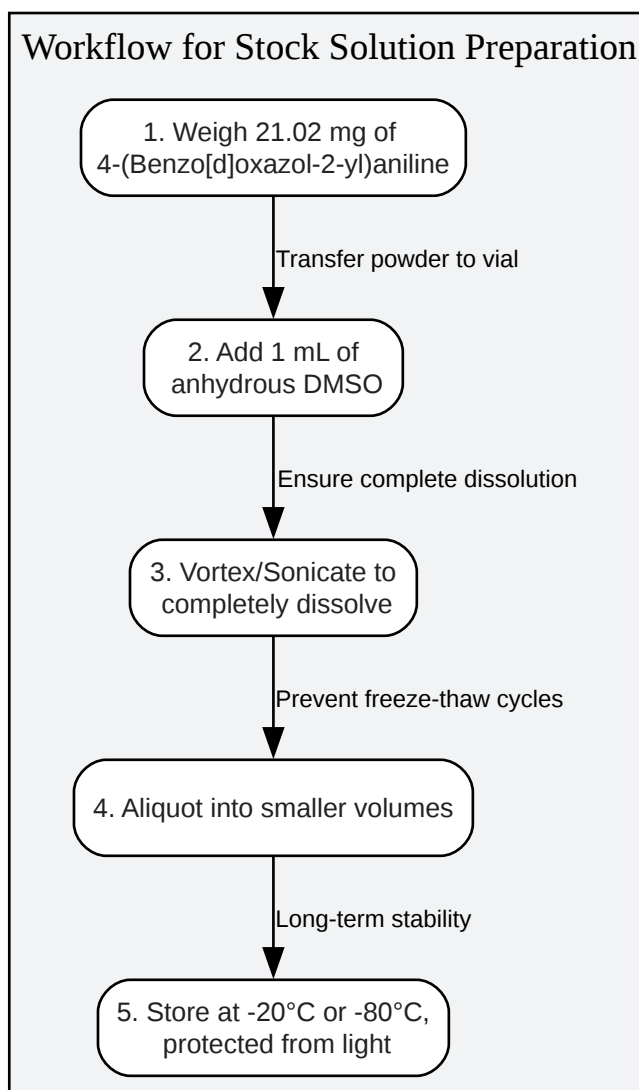 Workflow for Stock Solution Preparation
1. Weigh 21.02 mg of
4-(Benzo[d]oxazol-2-yl)aniline
Transfer powder to vial
2. Add 1 mL of
anhydrous DMSO
Ensure complete dissolution
3. Vortex/Sonicate to
completely dissolve
Prevent freeze-thaw cycles
4. Aliquot into smaller volumes
Long-term stability
5. Store at -20°C or -80°C,
protected from light